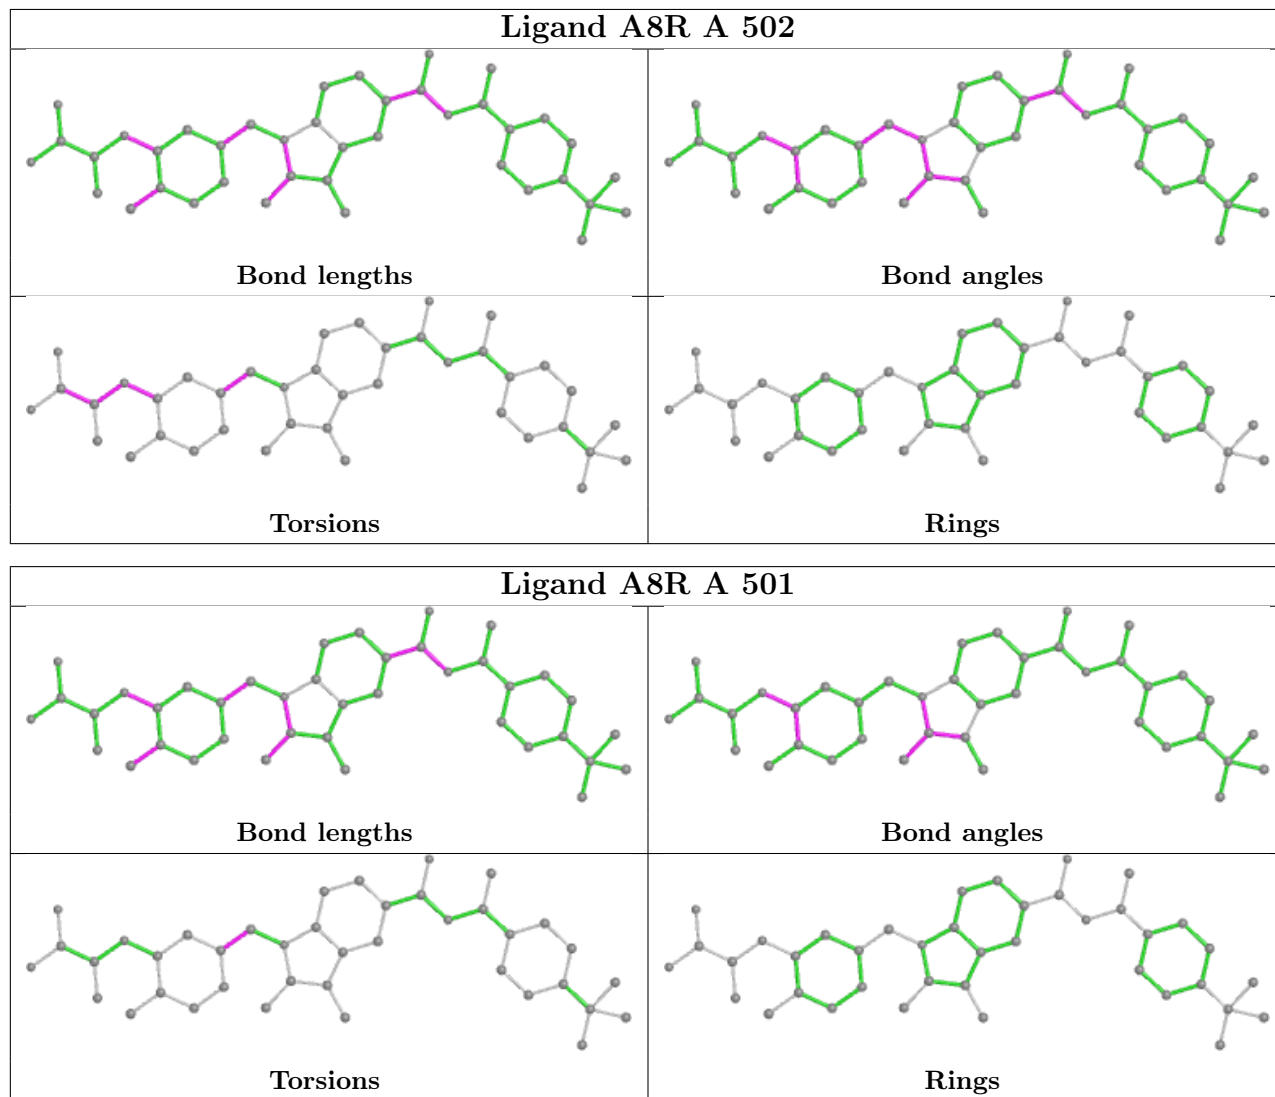 Ligand A8R A 502
Bond lengths
Bond angles
Torsions
Rings
Ligand A8R A 501
Bond lengths
Bond angles
Torsions
Rings